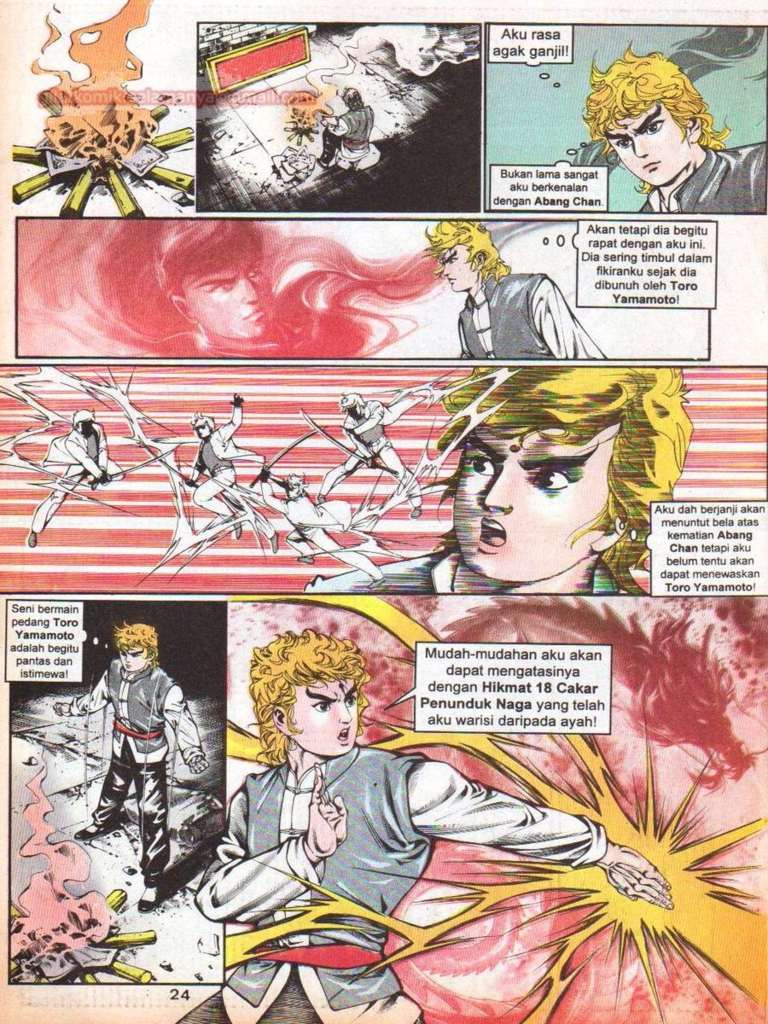 Aku rasa
agak ganjil!
Bukan lama sangat
aku berkenalan
dengan Abang Chan.
Akan tetapi dia begitu
rapat dengan aku ini.
Dia sering timbul dalam
fikiranku sejak dia
dibunuh oleh Toro
Yamamoto!
Aku dah berjanji akan
menuntut bela atas
kematian Abang
Chan tetapi aku
belum tentu akan
dapat menewaskan
Toro Yamamoto!
Seni bermain
pedang Toro
Yamamoto
adalah begitu
pantas dan
istimewa!
Mudah-mudahan aku akan
dapat mengatasinya
dengan Hikmat 18 Cakar
Penunduk Naga yang telah
aku warisi daripada ayah!
24